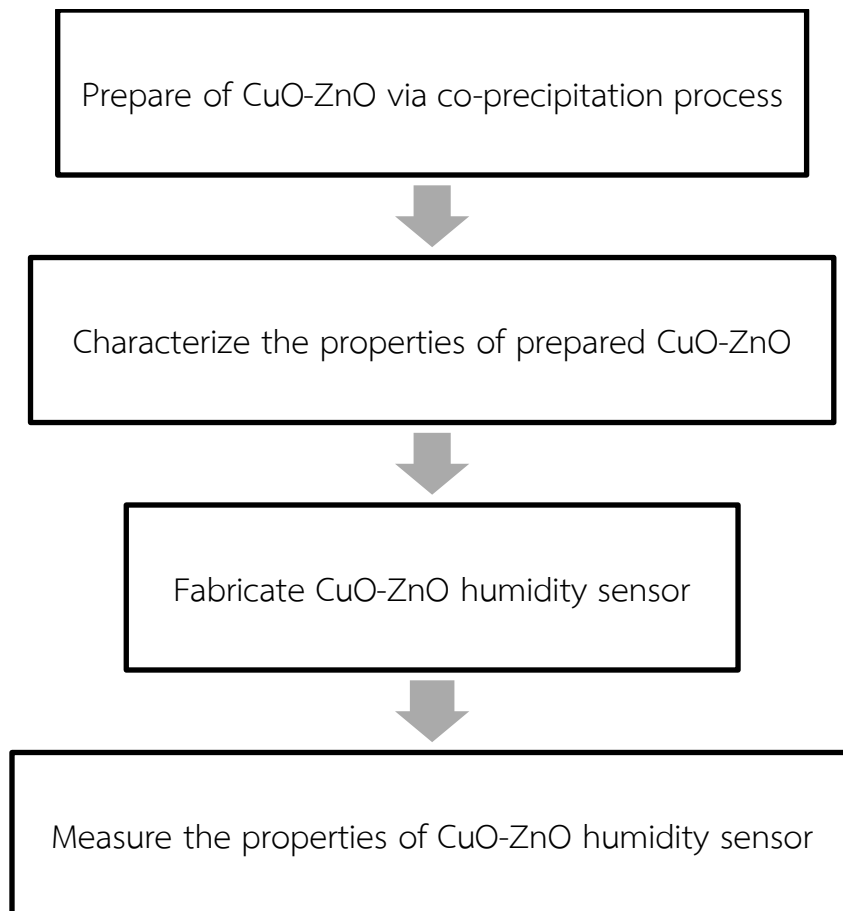 Prepare of CuO-ZnO via co-precipitation process
Characterize the properties of prepared CuO-ZnO
Fabricate CuO-ZnO humidity sensor
Measure the properties of CuO-ZnO humidity sensor